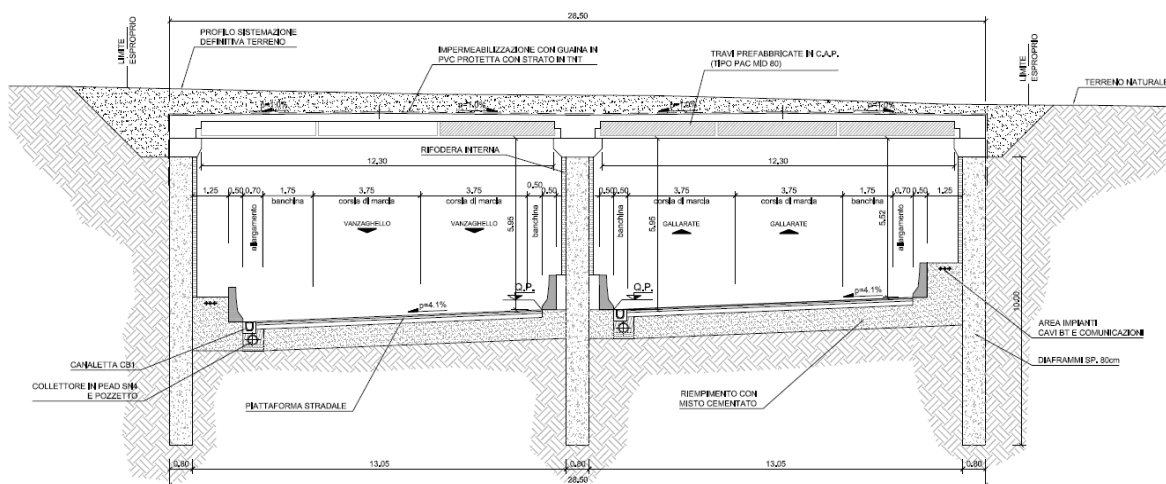 28.50
LIMITE
ESPROPRIO
PROFILO SISTEMAZIONE
DEFINITIVA TERRENO
IMPERMEABILIZZAZIONE CON GUAINA IN
PVC PROTETTA CON STRATO IN TNT
TRAVI PREFABBRICATE IN C.A.P.
(TIPO PAC MID 80)
LIMITE
ESPROPRIO
TERRENO NATURALE
RIFODERA INTERNA
12.30
12.30
1.25
0.50
0.70
1.75
3.75
3.75
0.50
0.50
0.50
0.50
3.75
3.75
1.75
0.70
0.50
1.25
allargamento
banchina
corsia di marcia
corsia di marcia
banchina
banchina
corsia di marcia
corsia di marcia
banchina
allargamento
VANZAGHELLO
VANZAGHELLO
GALLARATE
GALLARATE
5.95
5.95
5.52
10.00
Q.P.
Q.P.
p=4.1%
p=4.1%
CANALETTA CB1
COLLETTORE IN PEAD SN4
E POZZETTO
PIATTAFORMA STRADALE
RIEMPIMENTO CON
MISTO CEMENTATO
AREA IMPIANTI
CAVI BT E COMUNICAZIONI
DIAFRAMMI SP. 80cm
0.80
13.05
0.80
13.05
0.80
28.50